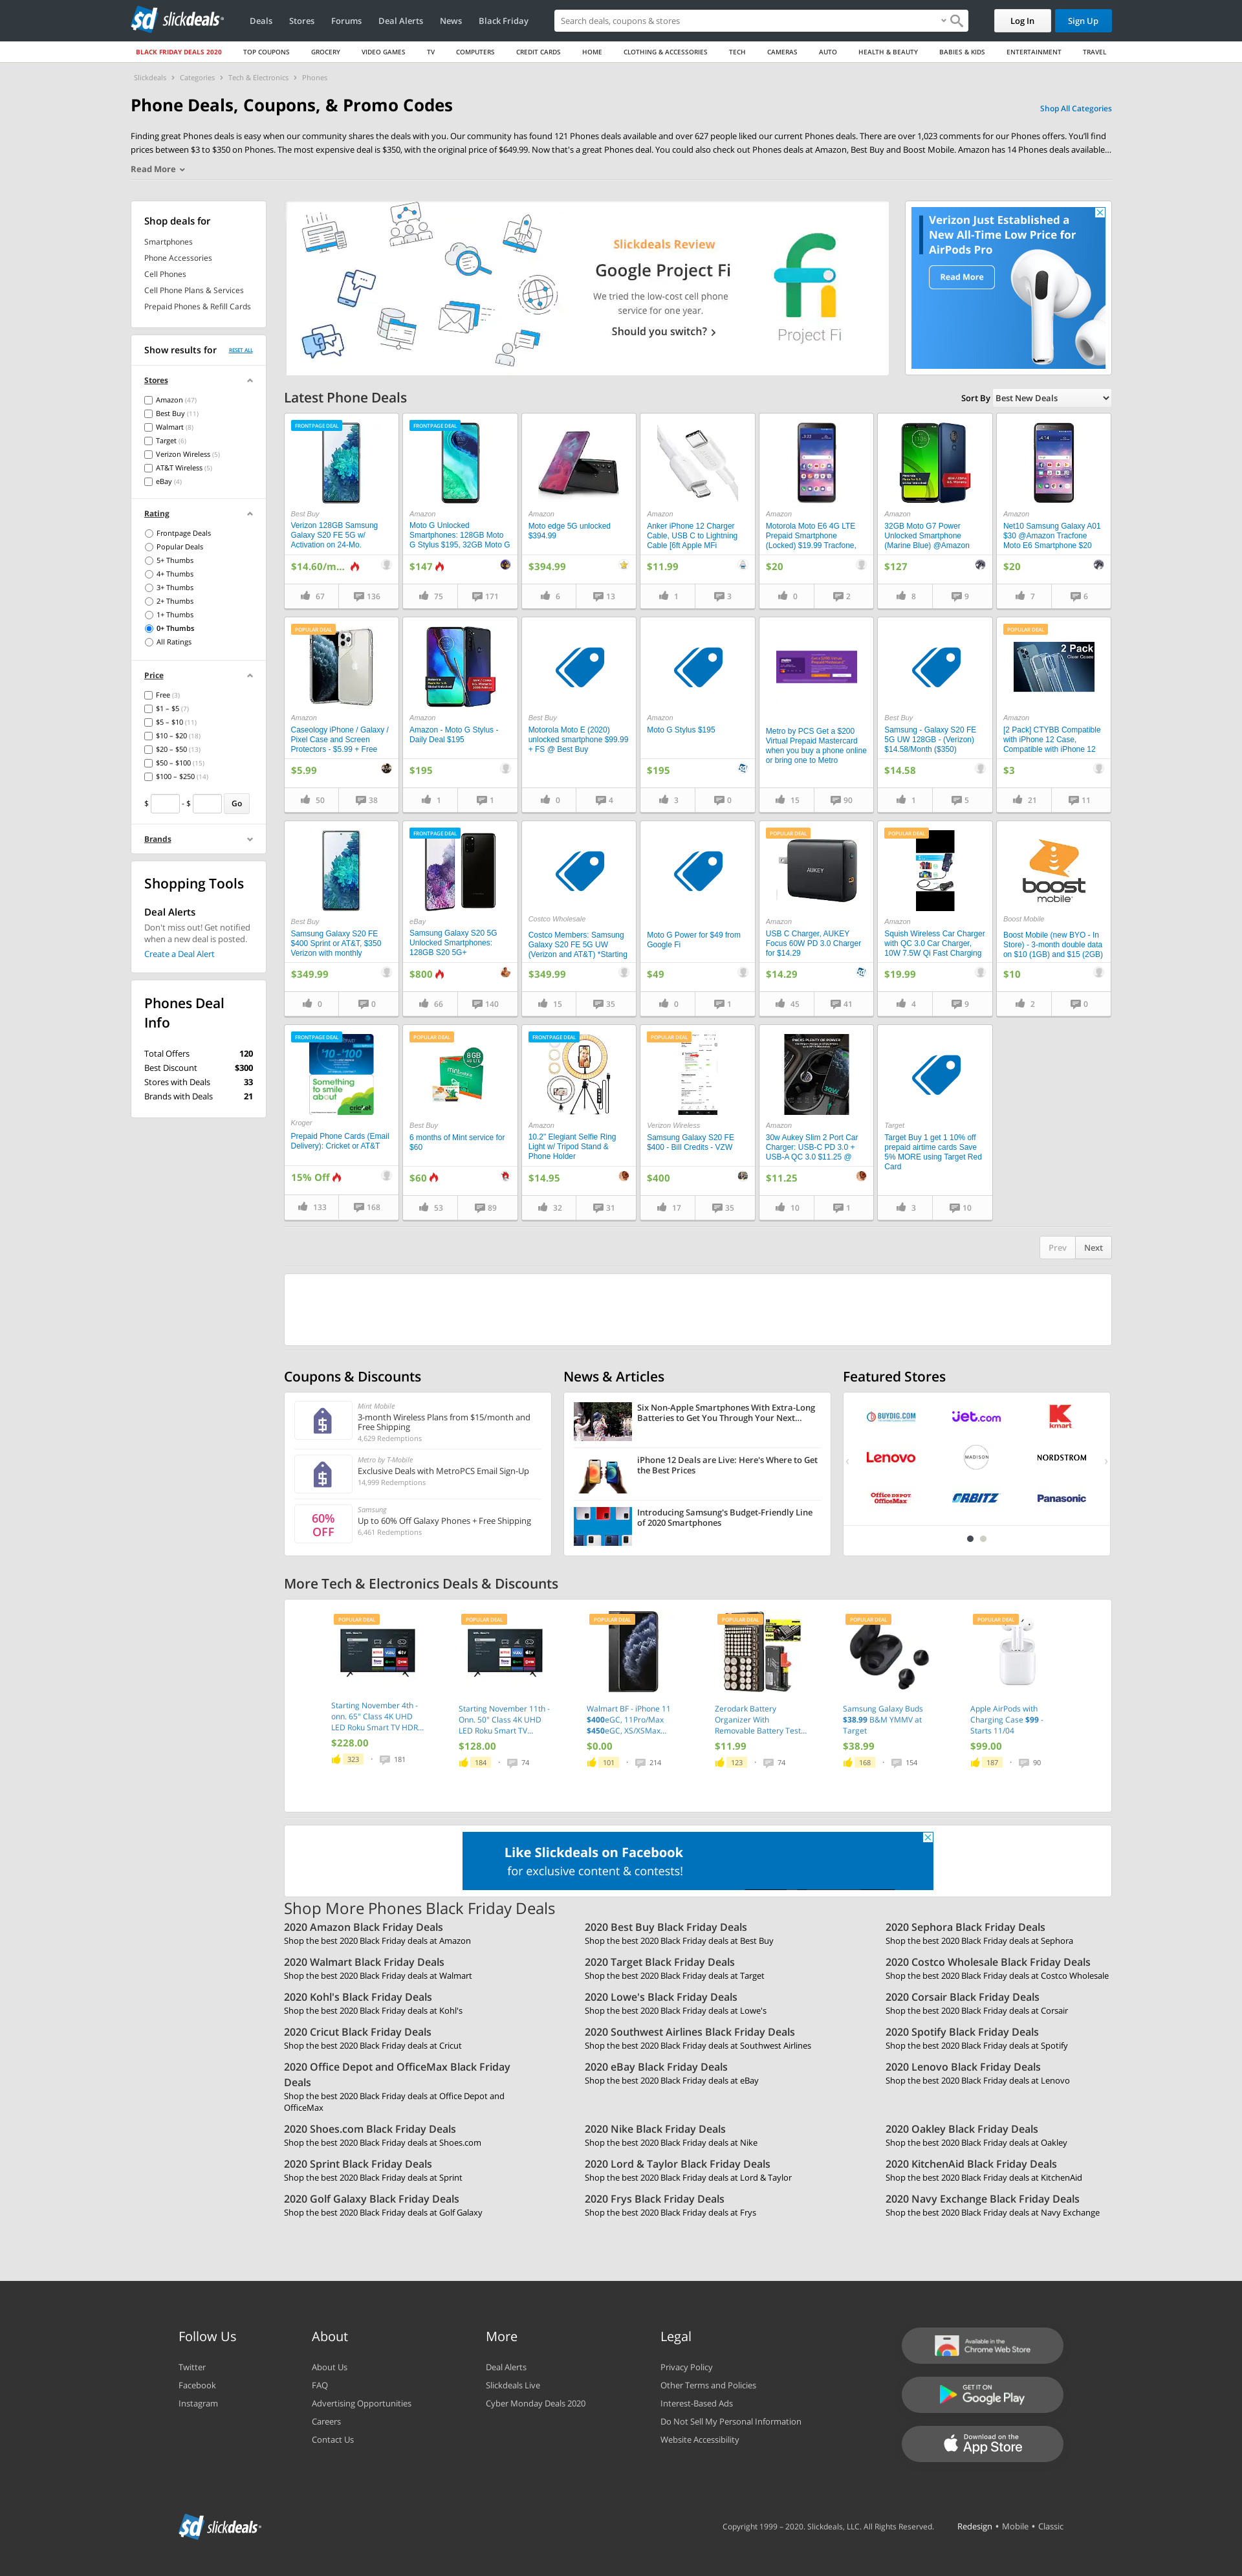 sd slickdeals
Deals Stores Forums Deal Alerts News Black Friday
Search deals, coupons & stores
Log In
Sign Up
BLACK FRIDAY DEALS 2020 TOP COUPONS GROCERY VIDEO GAMES TV COMPUTERS CREDIT CARDS HOME CLOTHING & ACCESSORIES TECH CAMERAS AUTO HEALTH & BEAUTY BABIES & KIDS ENTERTAINMENT TRAVEL
Slickdeals › Categories › Tech & Electronics › Phones
Phone Deals, Coupons, & Promo Codes
Shop All Categories
Finding great Phones deals is easy when our community shares the deals with you. Our community has found 121 Phones deals available and over 627 people liked our current Phones deals. There are over 1,023 comments for our Phones offers. You'll find
prices between $3 to $350 on Phones. The most expensive deal is $350, with the original price of $649.99. Now that's a great Phones deal. You could also check out Phones deals at Amazon, Best Buy and Boost Mobile. Amazon has 14 Phones deals available...
Read More
Shop deals for
Smartphones
Phone Accessories
Cell Phones
Cell Phone Plans & Services
Prepaid Phones & Refill Cards
Show results for RESET ALL
Stores
Amazon (47)
Best Buy (11)
Walmart (8)
Target (6)
Verizon Wireless (5)
AT&T Wireless (5)
eBay (4)
Rating
Frontpage Deals
Popular Deals
5+ Thumbs
4+ Thumbs
3+ Thumbs
2+ Thumbs
1+ Thumbs
0+ Thumbs
All Ratings
Price
Free (3)
$1 – $5 (7)
$5 – $10 (11)
$10 – $20 (18)
$20 – $50 (13)
$50 – $100 (15)
$100 – $250 (14)
$ - $ Go
Brands
Shopping Tools
Deal Alerts
Don't miss out! Get notified
when a new deal is posted.
Create a Deal Alert
Phones Deal
Info
Total Offers 120
Best Discount $300
Stores with Deals 33
Brands with Deals 21
Slickdeals Review
Google Project Fi
We tried the low-cost cell phone
service for one year.
Should you switch? ›
Project Fi
Verizon Just Established a
New All-Time Low Price for
AirPods Pro
Read More
Latest Phone Deals
Sort By Best New Deals
FRONTPAGE DEAL
Best Buy
Verizon 128GB Samsung
Galaxy S20 FE 5G w/
Activation on 24-Mo.
$14.60/m...
67 136
FRONTPAGE DEAL
Amazon
Moto G Unlocked
Smartphones: 128GB Moto
G Stylus $195, 32GB Moto G
$147
75 171
Amazon
Moto edge 5G unlocked
$394.99
$394.99
6 13
Amazon
Anker iPhone 12 Charger
Cable, USB C to Lightning
Cable [6ft Apple MFi
$11.99
1 3
Amazon
Motorola Moto E6 4G LTE
Prepaid Smartphone
(Locked) $19.99 Tracfone,
$20
0 2
Amazon
32GB Moto G7 Power
Unlocked Smartphone
(Marine Blue) @Amazon
$127
8 9
Amazon
Net10 Samsung Galaxy A01
$30 @Amazon Tracfone
Moto E6 Smartphone $20
$20
7 6
POPULAR DEAL
Amazon
Caseology iPhone / Galaxy /
Pixel Case and Screen
Protectors - $5.99 + Free
$5.99
50 38
Amazon
Amazon - Moto G Stylus -
Daily Deal $195
$195
1 1
Best Buy
Motorola Moto E (2020)
unlocked smartphone $99.99
+ FS @ Best Buy
0 4
Amazon
Moto G Stylus $195
$195
3 0
Metro by PCS Get a $200
Virtual Prepaid Mastercard
when you buy a phone online
or bring one to Metro
15 90
Best Buy
Samsung - Galaxy S20 FE
5G UW 128GB - (Verizon)
$14.58/Month ($350)
$14.58
1 5
POPULAR DEAL
2 Pack
Clear Cases
Amazon
[2 Pack] CTYBB Compatible
with iPhone 12 Case,
Compatible with iPhone 12
$3
21 11
Best Buy
Samsung Galaxy S20 FE
$400 Sprint or AT&T, $350
Verizon with monthly
$349.99
0 0
FRONTPAGE DEAL
eBay
Samsung Galaxy S20 5G
Unlocked Smartphones:
128GB S20 5G+
$800
66 140
Costco Wholesale
Costco Members: Samsung
Galaxy S20 FE 5G UW
(Verizon and AT&T) *Starting
$349.99
15 35
Moto G Power for $49 from
Google Fi
$49
0 1
POPULAR DEAL
AUKEY
Amazon
USB C Charger, AUKEY
Focus 60W PD 3.0 Charger
for $14.29
$14.29
45 41
POPULAR DEAL
Amazon
Squish Wireless Car Charger
with QC 3.0 Car Charger,
10W 7.5W Qi Fast Charging
$19.99
4 9
boost
mobile
Boost Mobile
Boost Mobile (new BYO - In
Store) - 3-month double data
on $10 (1GB) and $15 (2GB)
$10
2 0
FRONTPAGE DEAL
$10-$100
Something
to smile
about
cricket
Kroger
Prepaid Phone Cards (Email
Delivery): Cricket or AT&T
15% Off
133 168
POPULAR DEAL
8GB
mint
Best Buy
6 months of Mint service for
$60
$60
53 89
FRONTPAGE DEAL
Amazon
10.2" Elegiant Selfie Ring
Light w/ Tripod Stand &
Phone Holder
$14.95
32 31
POPULAR DEAL
Verizon Wireless
Samsung Galaxy S20 FE
$400 - Bill Credits - VZW
$400
17 35
PACKS PLENTY OF POWER
30W
Amazon
30w Aukey Slim 2 Port Car
Charger: USB-C PD 3.0 +
USB-A QC 3.0 $11.25 @
$11.25
10 1
Target
Target Buy 1 get 1 10% off
prepaid airtime cards Save
5% MORE using Target Red
Card
3 10
Prev Next
Coupons & Discounts
Mint Mobile
3-month Wireless Plans from $15/month and
Free Shipping
4,629 Redemptions
Metro by T-Mobile
Exclusive Deals with MetroPCS Email Sign-Up
14,999 Redemptions
60%
OFF
Samsung
Up to 60% Off Galaxy Phones + Free Shipping
6,461 Redemptions
News & Articles
Six Non-Apple Smartphones With Extra-Long
Batteries to Get You Through Your Next...
iPhone 12 Deals are Live: Here's Where to Get
the Best Prices
Introducing Samsung's Budget-Friendly Line
of 2020 Smartphones
Featured Stores
BUYDIG.COM jet.com kmart
Lenovo MADISON NORDSTROM
Office DEPOT OfficeMax ORBITZ Panasonic
More Tech & Electronics Deals & Discounts
POPULAR DEAL
Starting November 4th -
onn. 65" Class 4K UHD
LED Roku Smart TV HDR...
$228.00
323 181
POPULAR DEAL
Starting November 11th -
Onn. 50" Class 4K UHD
LED Roku Smart TV...
$128.00
184 74
POPULAR DEAL
Walmart BF - iPhone 11
$400eGC, 11Pro/Max
$450eGC, XS/XSMax...
$0.00
101 214
POPULAR DEAL
Zerodark Battery
Organizer With
Removable Battery Test...
$11.99
123 74
POPULAR DEAL
Samsung Galaxy Buds
$38.99 B&M YMMV at
Target
$38.99
168 154
POPULAR DEAL
Apple AirPods with
Charging Case $99 -
Starts 11/04
$99.00
187 90
Like Slickdeals on Facebook
for exclusive content & contests!
Shop More Phones Black Friday Deals
2020 Amazon Black Friday Deals
Shop the best 2020 Black Friday deals at Amazon
2020 Best Buy Black Friday Deals
Shop the best 2020 Black Friday deals at Best Buy
2020 Sephora Black Friday Deals
Shop the best 2020 Black Friday deals at Sephora
2020 Walmart Black Friday Deals
Shop the best 2020 Black Friday deals at Walmart
2020 Target Black Friday Deals
Shop the best 2020 Black Friday deals at Target
2020 Costco Wholesale Black Friday Deals
Shop the best 2020 Black Friday deals at Costco Wholesale
2020 Kohl's Black Friday Deals
Shop the best 2020 Black Friday deals at Kohl's
2020 Lowe's Black Friday Deals
Shop the best 2020 Black Friday deals at Lowe's
2020 Corsair Black Friday Deals
Shop the best 2020 Black Friday deals at Corsair
2020 Cricut Black Friday Deals
Shop the best 2020 Black Friday deals at Cricut
2020 Southwest Airlines Black Friday Deals
Shop the best 2020 Black Friday deals at Southwest Airlines
2020 Spotify Black Friday Deals
Shop the best 2020 Black Friday deals at Spotify
2020 Office Depot and OfficeMax Black Friday
Deals
Shop the best 2020 Black Friday deals at Office Depot and
OfficeMax
2020 eBay Black Friday Deals
Shop the best 2020 Black Friday deals at eBay
2020 Lenovo Black Friday Deals
Shop the best 2020 Black Friday deals at Lenovo
2020 Shoes.com Black Friday Deals
Shop the best 2020 Black Friday deals at Shoes.com
2020 Nike Black Friday Deals
Shop the best 2020 Black Friday deals at Nike
2020 Oakley Black Friday Deals
Shop the best 2020 Black Friday deals at Oakley
2020 Sprint Black Friday Deals
Shop the best 2020 Black Friday deals at Sprint
2020 Lord & Taylor Black Friday Deals
Shop the best 2020 Black Friday deals at Lord & Taylor
2020 KitchenAid Black Friday Deals
Shop the best 2020 Black Friday deals at KitchenAid
2020 Golf Galaxy Black Friday Deals
Shop the best 2020 Black Friday deals at Golf Galaxy
2020 Frys Black Friday Deals
Shop the best 2020 Black Friday deals at Frys
2020 Navy Exchange Black Friday Deals
Shop the best 2020 Black Friday deals at Navy Exchange
Follow Us
Twitter
Facebook
Instagram
About
About Us
FAQ
Advertising Opportunities
Careers
Contact Us
More
Deal Alerts
Slickdeals Live
Cyber Monday Deals 2020
Legal
Privacy Policy
Other Terms and Policies
Interest-Based Ads
Do Not Sell My Personal Information
Website Accessibility
Available in the
Chrome Web Store
GET IT ON
Google Play
Download on the
App Store
sd slickdeals
Copyright 1999 – 2020. Slickdeals, LLC. All Rights Reserved. Redesign • Mobile • Classic